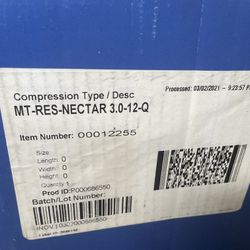 Compression Type / Desc
Processed: 03/02/2021 - 9:23:57 P
MT-RES-NECTAR 3.0-12-Q
Item Number: 00012255
Size:
Length: 0
Width: 0
Height: 0
Quantity 1
Prod ID:P000686550
Batch/Lot Number: